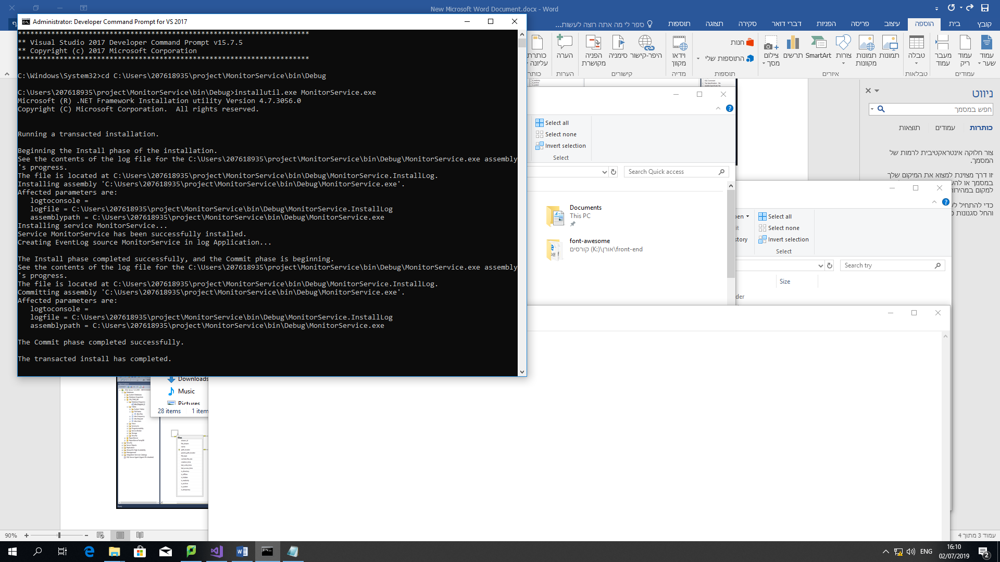 New Microsoft Word Document.docx - Word
קובץ
בית
הוספה
עיצוב
פריסה
הפניות
דברי דואר
סקירה
תצוגה
תוספות
ספר לי מה אתה רוצה לעשות...
עמוד שער
עמוד ריק
מעבר עמוד
עמודים
טבלה
טבלאות
תמונות
תמונות מקוונות
צורות
SmartArt
תרשים
צילום מסך
איורים
חנות
התוספות שלי
תוספות
וידאו מקוון
מדיה
היפר-קישור
סימניה
הפניה מקושרת
קישורים
הערה
הערות
כותרת עליונה
Administrator: Developer Command Prompt for VS 2017
**********************************************************************
** Visual Studio 2017 Developer Command Prompt v15.7.5
** Copyright (c) 2017 Microsoft Corporation
**********************************************************************
C:\Windows\System32>cd C:\Users\207618935\project\MonitorService\bin\Debug
C:\Users\207618935\project\MonitorService\bin\Debug>installutil.exe MonitorService.exe
Microsoft (R) .NET Framework Installation utility Version 4.7.3056.0
Copyright (C) Microsoft Corporation.  All rights reserved.
Running a transacted installation.
Beginning the Install phase of the installation.
See the contents of the log file for the C:\Users\207618935\project\MonitorService\bin\Debug\MonitorService.exe assembly
's progress.
The file is located at C:\Users\207618935\project\MonitorService\bin\Debug\MonitorService.InstallLog.
Installing assembly 'C:\Users\207618935\project\MonitorService\bin\Debug\MonitorService.exe'.
Affected parameters are:
logtoconsole =
logfile = C:\Users\207618935\project\MonitorService\bin\Debug\MonitorService.InstallLog
assemblypath = C:\Users\207618935\project\MonitorService\bin\Debug\MonitorService.exe
Installing service MonitorService...
Service MonitorService has been successfully installed.
Creating EventLog source MonitorService in log Application...
The Install phase completed successfully, and the Commit phase is beginning.
See the contents of the log file for the C:\Users\207618935\project\MonitorService\bin\Debug\MonitorService.exe assembly
's progress.
The file is located at C:\Users\207618935\project\MonitorService\bin\Debug\MonitorService.InstallLog.
Committing assembly 'C:\Users\207618935\project\MonitorService\bin\Debug\MonitorService.exe'.
Affected parameters are:
logtoconsole =
logfile = C:\Users\207618935\project\MonitorService\bin\Debug\MonitorService.InstallLog
assemblypath = C:\Users\207618935\project\MonitorService\bin\Debug\MonitorService.exe
The Commit phase completed successfully.
The transacted install has completed.
Select all
Select none
Invert selection
Select
Search Quick access
Documents
This PC
font-awesome
קורסים (K:)\אורן\front-end
Select all
Select none
Invert selection
Select
Search try
Size
ניווט
חפש במסמך
כותרות
עמודים
תוצאות
צור חלוקה אינטראקטיבית לרמות של
המסמך.
זו דרך מצוינת למצוא את המיקום שלך
במסמך או
למקום במהירות
כדי להתחיל
והחל סגנונות
Downloads
Music
Pictures
28 items
1 item
90%
עמוד 3 מתוך 4
ENG
16:10
02/07/2019
2